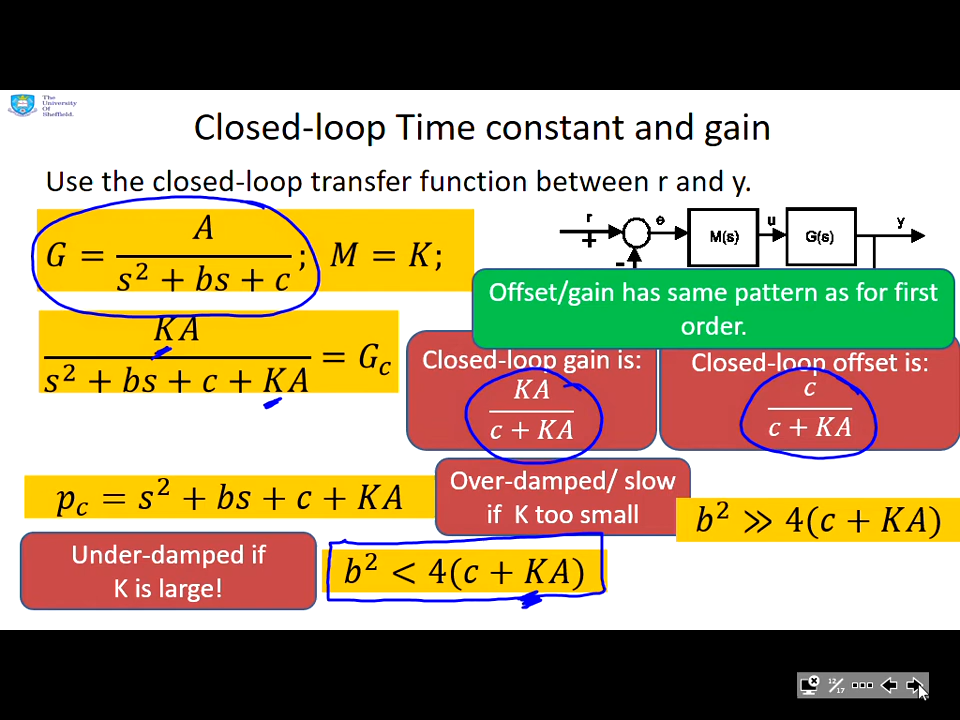 The
University
Of
Sheffield.
Closed-loop Time constant and gain
Use the closed-loop transfer function between r and y.
G = A / (s² + bs + c) ; M = K;
r
e
M(s)
u
G(s)
y
+
-
Offset/gain has same pattern as for first
order.
KA / (s² + bs + c + KA) = G_c
Closed-loop gain is:
KA / (c + KA)
Closed-loop offset is:
c / (c + KA)
p_c = s² + bs + c + KA
Over-damped/ slow
if K too small
b² ≫ 4(c + KA)
Under-damped if
K is large!
b² < 4(c + KA)
12/17